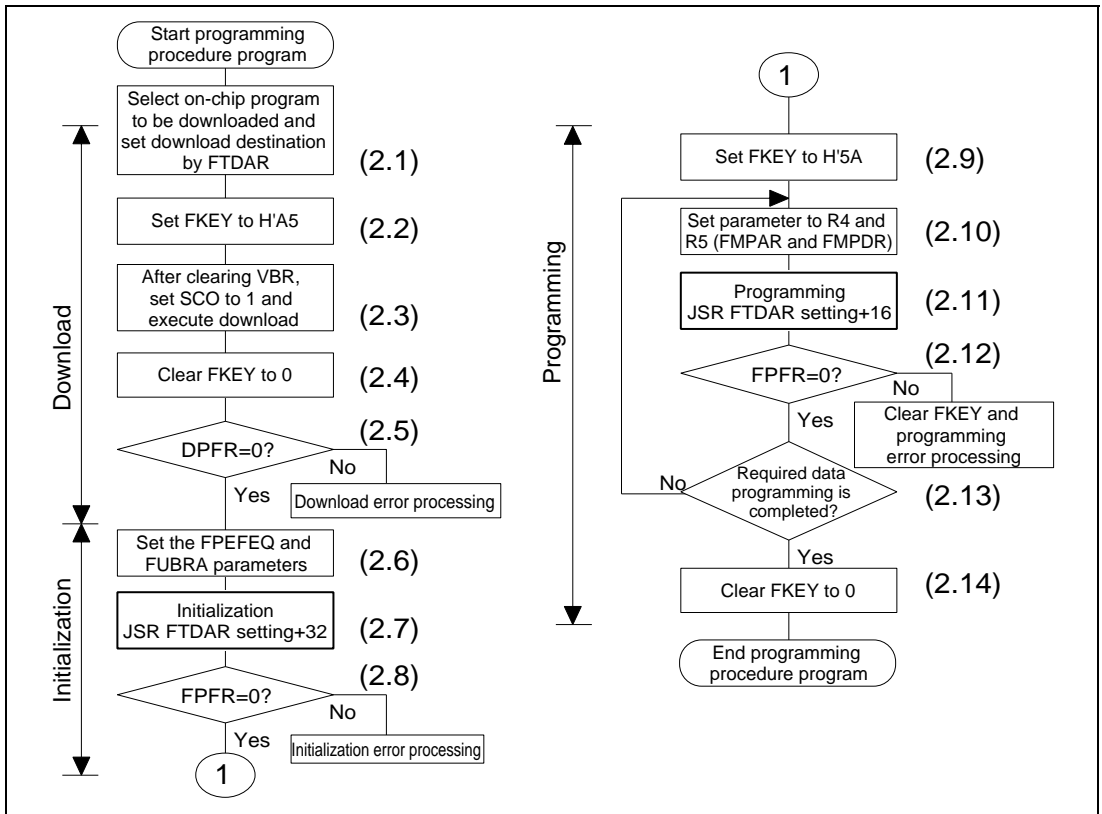 Start programming
procedure program
Select on-chip program
to be downloaded and
set download destination
by FTDAR
(2.1)
Set FKEY to H'A5
(2.2)
After clearing VBR,
set SCO to 1 and
execute download
(2.3)
Clear FKEY to 0
(2.4)
DPFR=0?
(2.5)
No
Yes
Download error processing
Download
Set the FPEFEQ and
FUBRA parameters
(2.6)
Initialization
JSR FTDAR setting+32
(2.7)
FPFR=0?
(2.8)
No
Yes
Initialization error processing
Initialization
1
1
Set FKEY to H'5A
(2.9)
Set parameter to R4 and
R5 (FMPAR and FMPDR)
(2.10)
Programming
JSR FTDAR setting+16
(2.11)
FPFR=0?
(2.12)
No
Yes
Clear FKEY and
programming
error processing
Required data
programming is
completed?
(2.13)
No
Yes
Clear FKEY to 0
(2.14)
Programming
End programming
procedure program